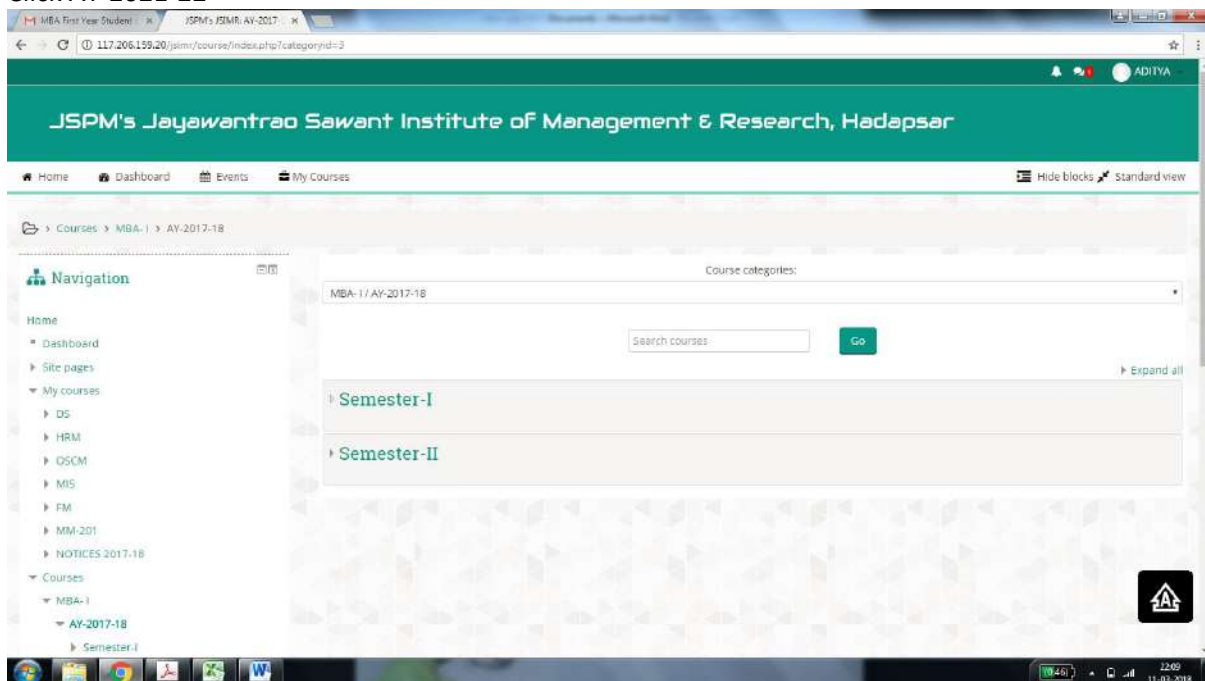 MBA First Year Student
JSPM's JSIMR: AY-2017
117.206.159.20/jsimr/course/index.php?categoryid=3
ADITYA
JSPM's Jayawantrao Sawant Institute of Management & Research, Hadapsar
Home Dashboard Events My Courses Hide blocks Standard view
Courses > MBA- I > AY-2017-18
Navigation
Course categories:
MBA- I / AY-2017-18
Home
Search courses Go
Dashboard
Site pages
Expand all
My courses
Semester-I
DS
HRM
OSCM
Semester-II
MIS
FM
MM-201
NOTICES 2017-18
Courses
MBA- I
AY-2017-18
Semester-I
22:09
11-03-2018